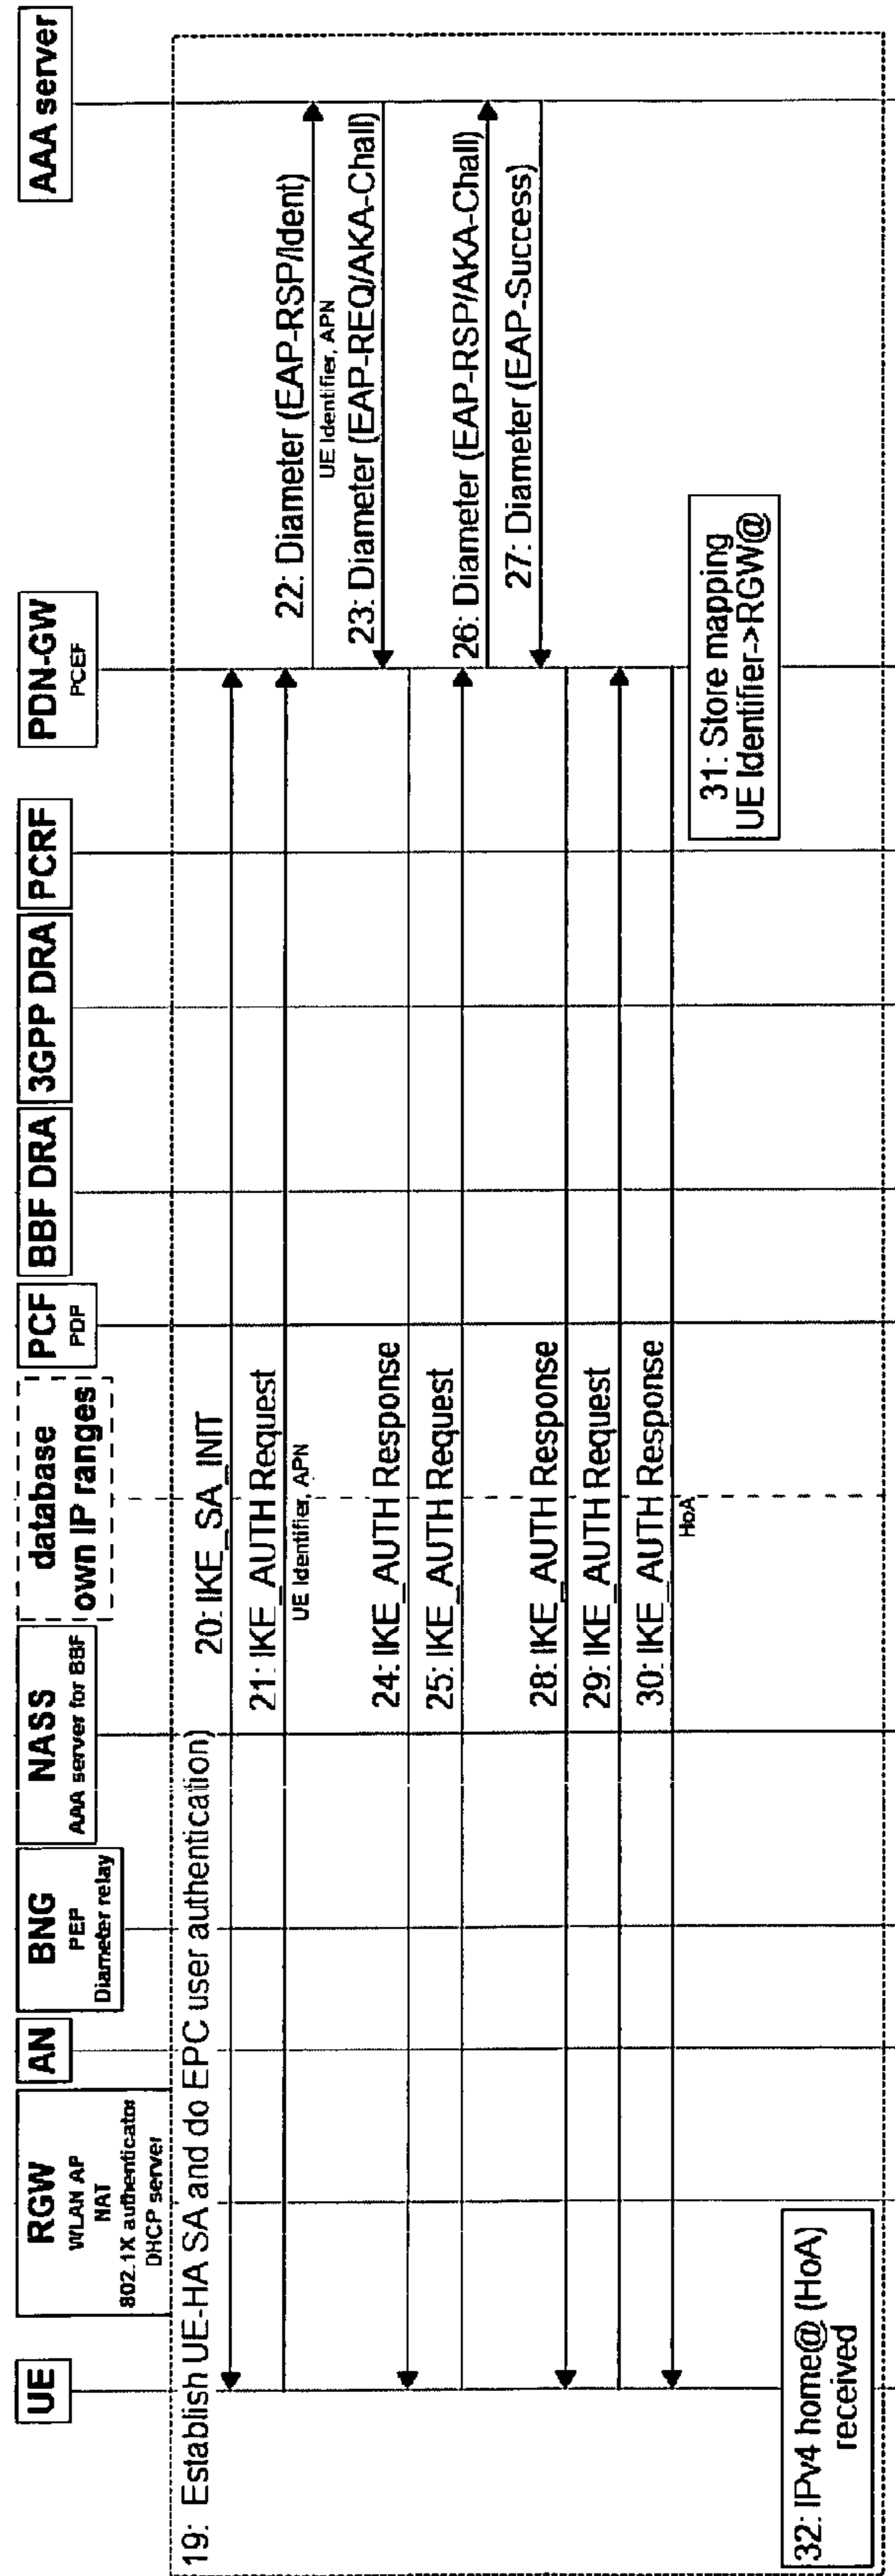 UE
RGW
WLAN AP
NAT
802.1X authenticator
DHCP server
AN
BNG
PEP
Diameter relay
NASS
AAA server for BBF
database
own IP ranges
PCF
PDP
BBF DRA
3GPP DRA
PCRF
PDN-GW
PCEF
AAA server
19: Establish UE-HA SA and do EPC user authentication)
20: IKE_SA_INIT
21: IKE_AUTH Request
UE Identifier, APN
22: Diameter (EAP-RSP/Ident)
UE Identifier, APN
23: Diameter (EAP-REQ/AKA-Chall)
24: IKE_AUTH Response
25: IKE_AUTH Request
26: Diameter (EAP-RSP/AKA-Chall)
27: Diameter (EAP-Success)
28: IKE_AUTH Response
29: IKE_AUTH Request
30: IKE_AUTH Response
HoA
31: Store mapping
UE Identifier->RGW@
32: IPv4 home@ (HoA)
received